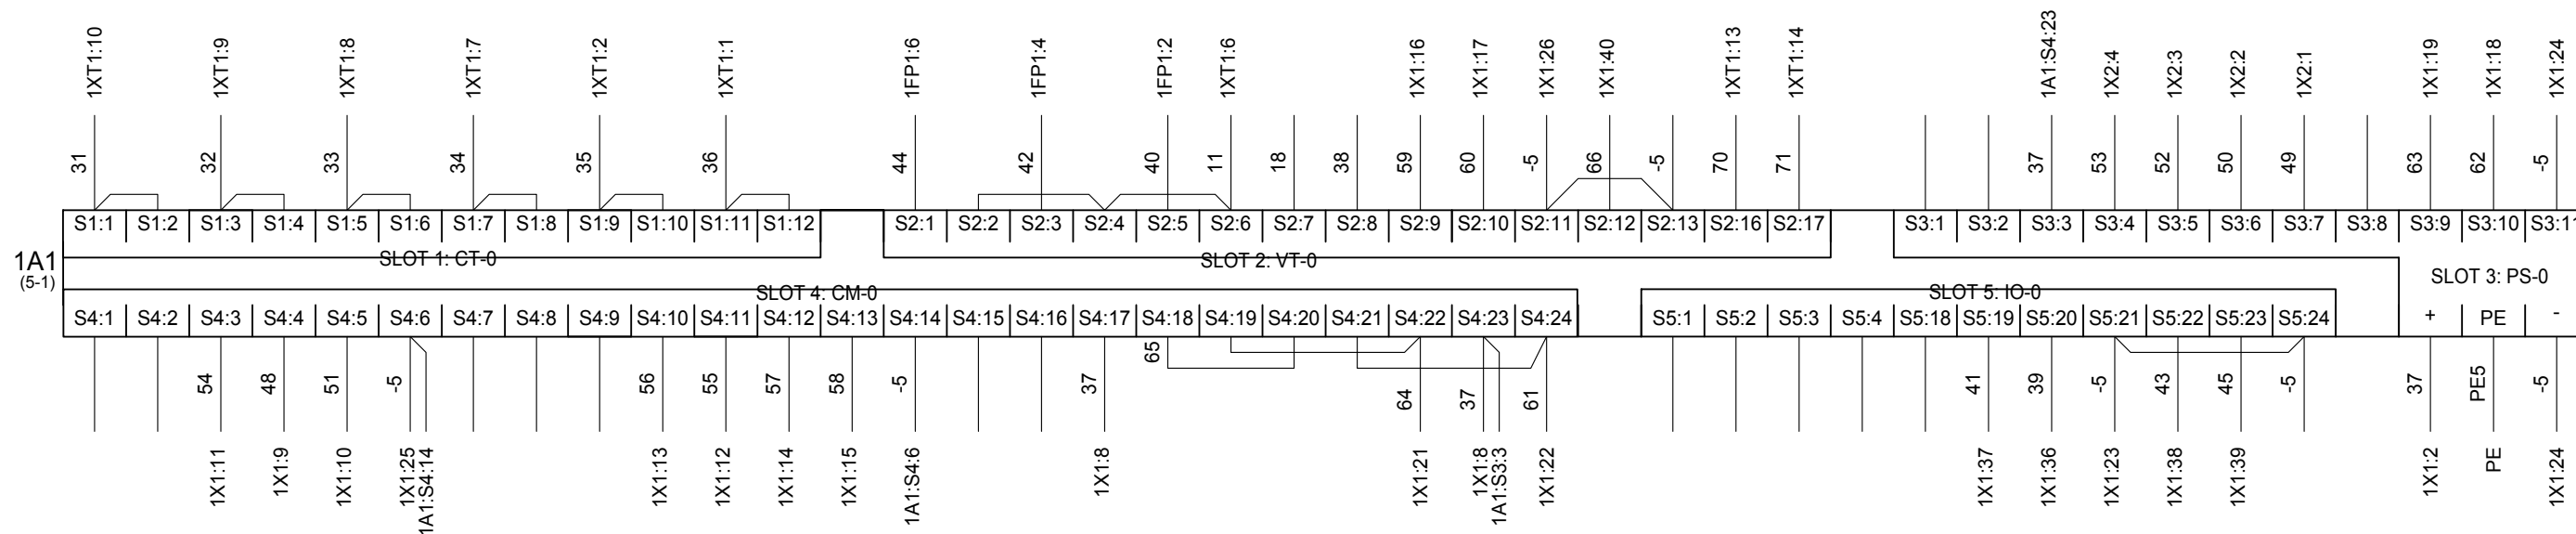 1XT1:10 1XT1:9 1XT1:8 1XT1:7 1XT1:2 1XT1:1 1FP1:6 1FP1:4 1FP1:2 1XT1:6 1X1:16 1X1:17 1X1:26 1X1:40 1XT1:13 1XT1:14 1A1:S4:23 1X2:4 1X2:3 1X2:2 1X2:1 1X1:19 1X1:18 1X1:24
31 32 33 34 35 36 44 42 40 11 18 38 59 60 -5 66 -5 70 71 37 53 52 50 49 63 62 -5
S1:1 S1:2 S1:3 S1:4 S1:5 S1:6 S1:7 S1:8 S1:9 S1:10 S1:11 S1:12 S2:1 S2:2 S2:3 S2:4 S2:5 S2:6 S2:7 S2:8 S2:9 S2:10 S2:11 S2:12 S2:13 S2:16 S2:17 S3:1 S3:2 S3:3 S3:4 S3:5 S3:6 S3:7 S3:8 S3:9 S3:10 S3:11
1A1
(5-1)
SLOT 1: CT-0 SLOT 2: VT-0 SLOT 3: PS-0
SLOT 4: CM-0 SLOT 5: IO-0
S4:1 S4:2 S4:3 S4:4 S4:5 S4:6 S4:7 S4:8 S4:9 S4:10 S4:11 S4:12 S4:13 S4:14 S4:15 S4:16 S4:17 S4:18 S4:19 S4:20 S4:21 S4:22 S4:23 S4:24 S5:1 S5:2 S5:3 S5:4 S5:18 S5:19 S5:20 S5:21 S5:22 S5:23 S5:24 + PE -
54 48 51 -5 56 55 57 58 -5 37 65 64 37 61 41 39 -5 43 45 -5 37 PE5 -5
1X1:11 1X1:9 1X1:10 1X1:25 1A1:S4:14 1X1:13 1X1:12 1X1:14 1X1:15 1A1:S4:6 1X1:8 1X1:21 1X1:8 1A1:S3:3 1X1:22 1X1:37 1X1:36 1X1:23 1X1:38 1X1:39 1X1:2 PE 1X1:24